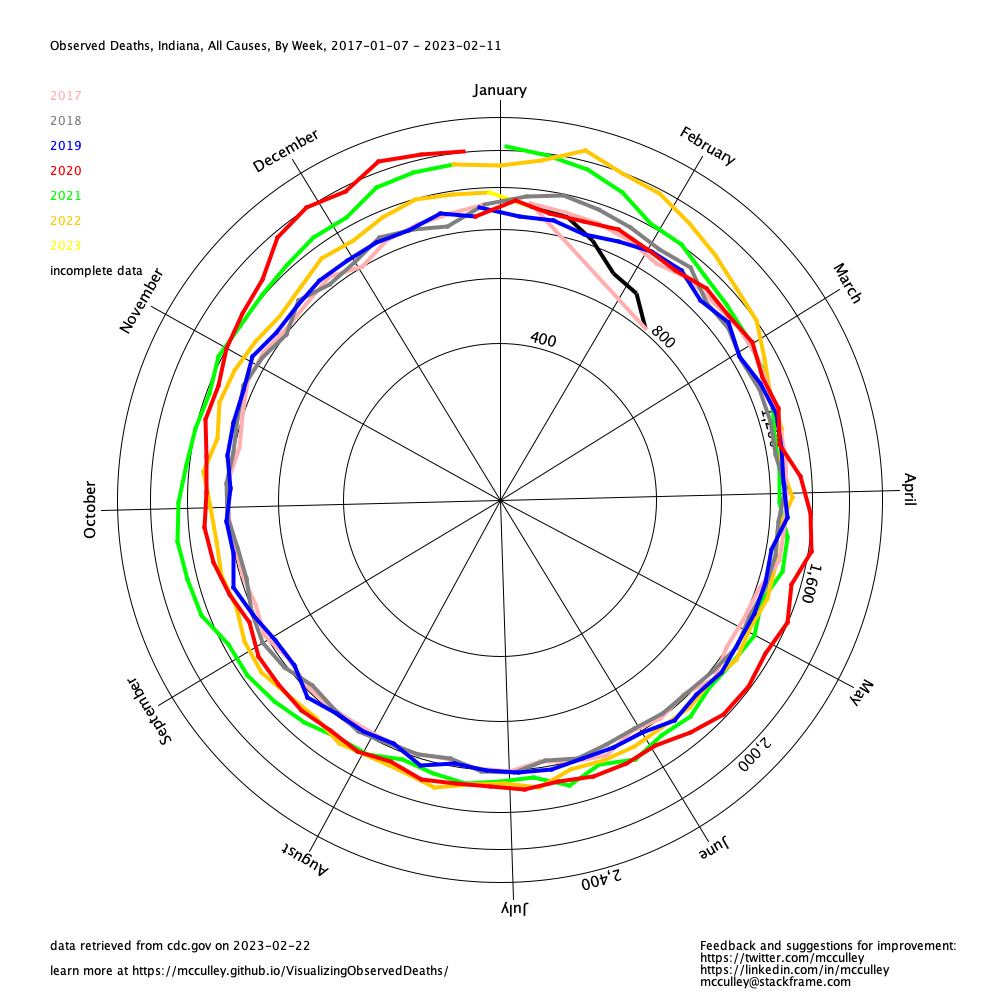 Observed Deaths, Indiana, All Causes, By Week, 2017-01-07 - 2023-02-11
January
2017
2018
2019
2020
2021
2022
2023
incomplete data
December
February
November
March
400
800
1,200
October
April
1,600
September
May
2,000
August
June
2,400
July
data retrieved from cdc.gov on 2023-02-22
learn more at https://mcculley.github.io/VisualizingObservedDeaths/
Feedback and suggestions for improvement:
https://twitter.com/mcculley
https://linkedin.com/in/mcculley
mcculley@stackframe.com